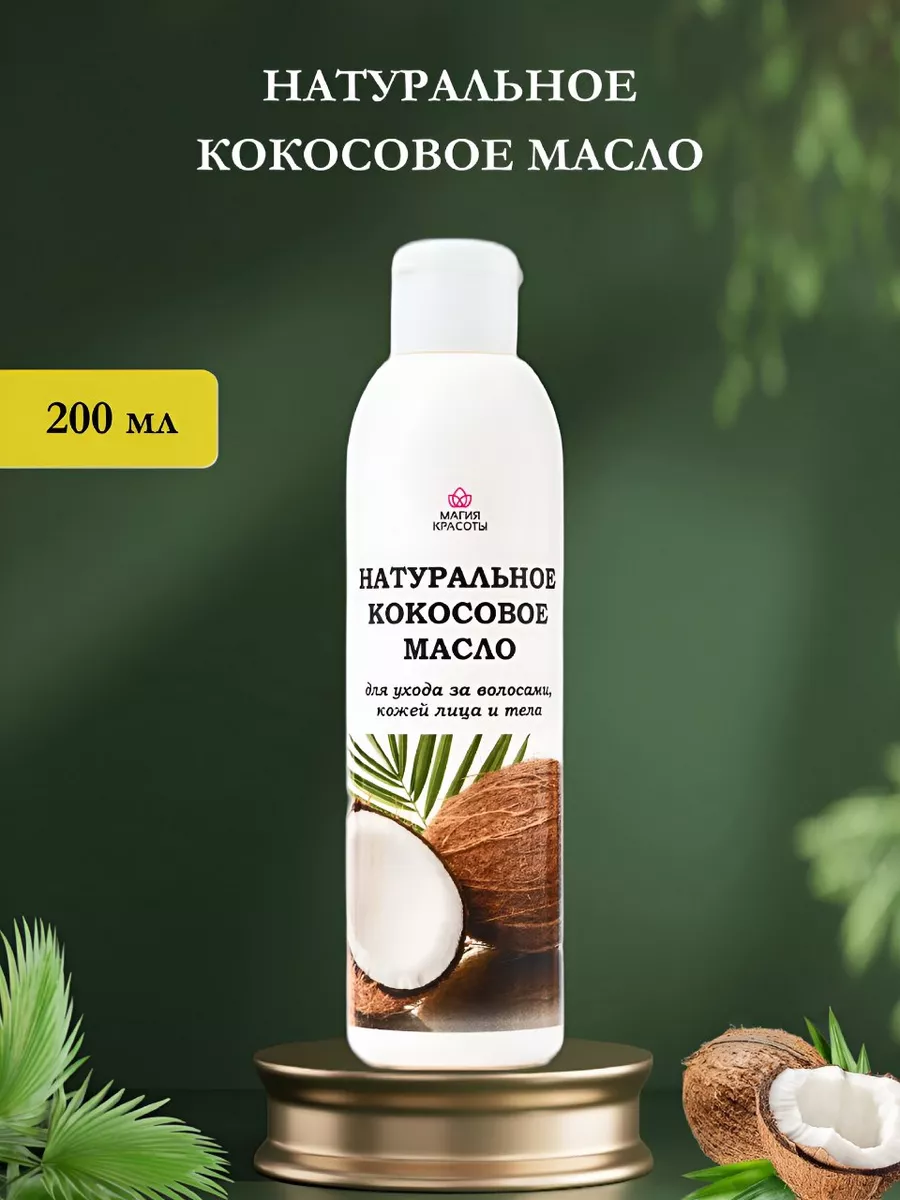 НАТУРАЛЬНОЕ
КОКОСОВОЕ МАСЛО
200 мл
МАГИЯ
КРАСОТЫ
НАТУРАЛЬНОЕ
КОКОСОВОЕ
МАСЛО
для ухода за волосами,
кожей лица и тела